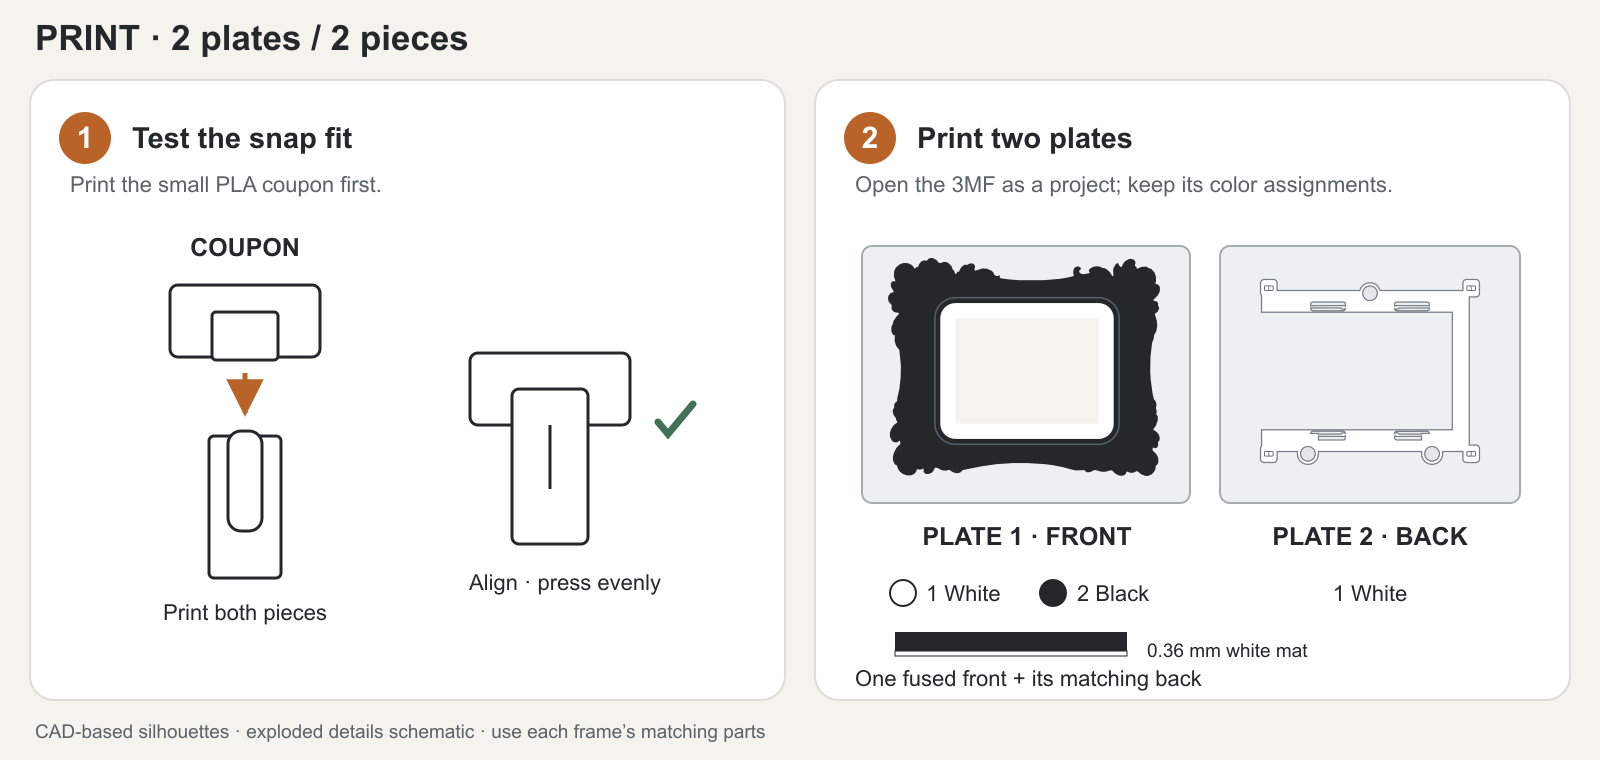 PRINT · 2 plates / 2 pieces
1 Test the snap fit
Print the small PLA coupon first.
COUPON
Print both pieces
Align · press evenly
2 Print two plates
Open the 3MF as a project; keep its color assignments.
PLATE 1 · FRONT
PLATE 2 · BACK
1 White
2 Black
1 White
0.36 mm white mat
One fused front + its matching back
CAD-based silhouettes · exploded details schematic · use each frame’s matching parts